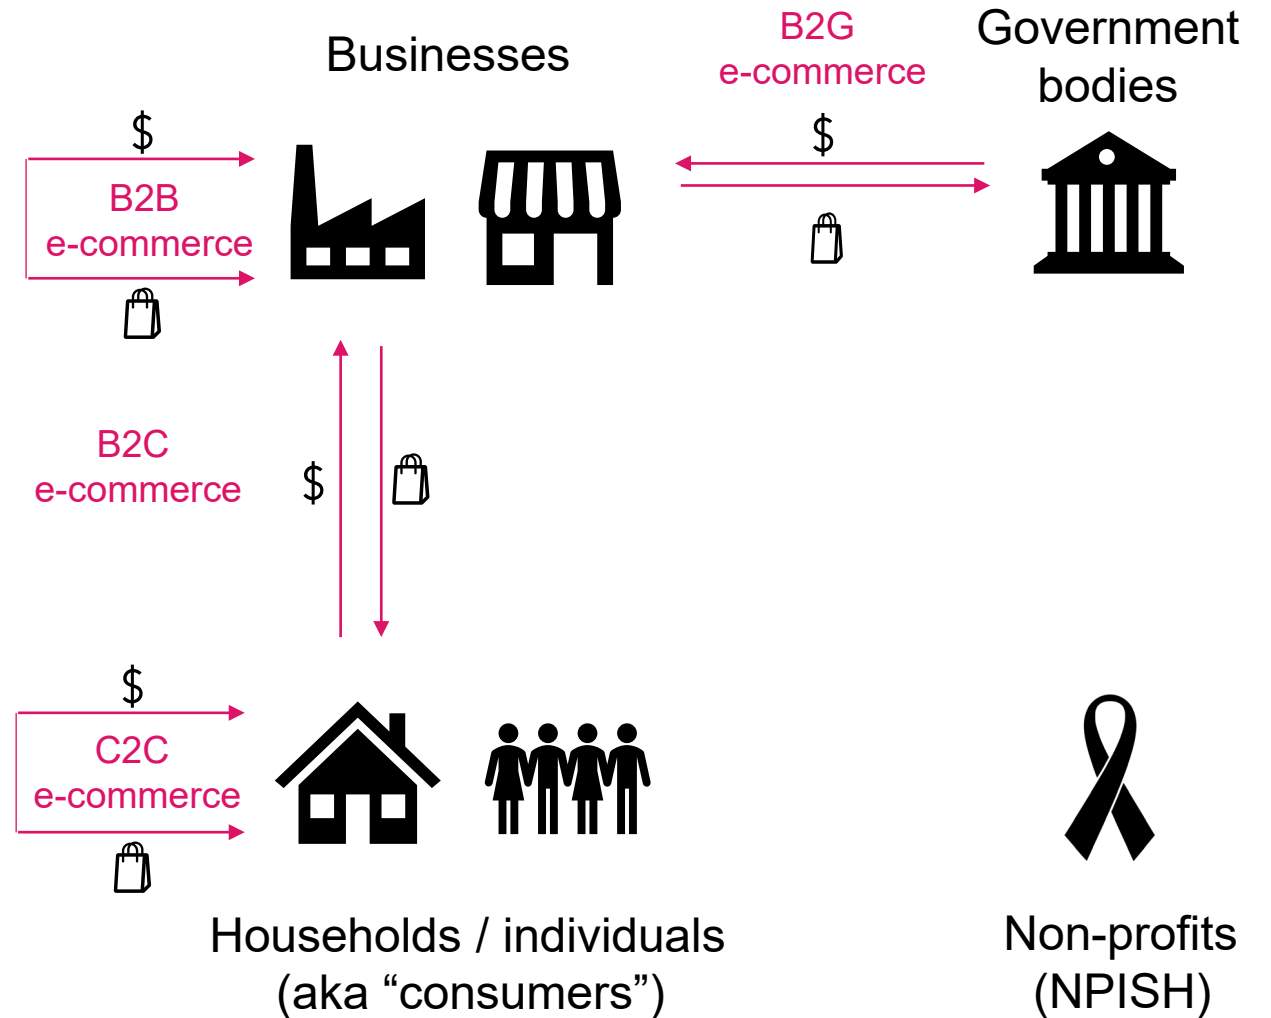 Businesses
B2G
e-commerce
Government
bodies
$
$
B2B
e-commerce
B2C
e-commerce
$
$
C2C
e-commerce
Households / individuals
(aka “consumers”)
Non-profits
(NPISH)